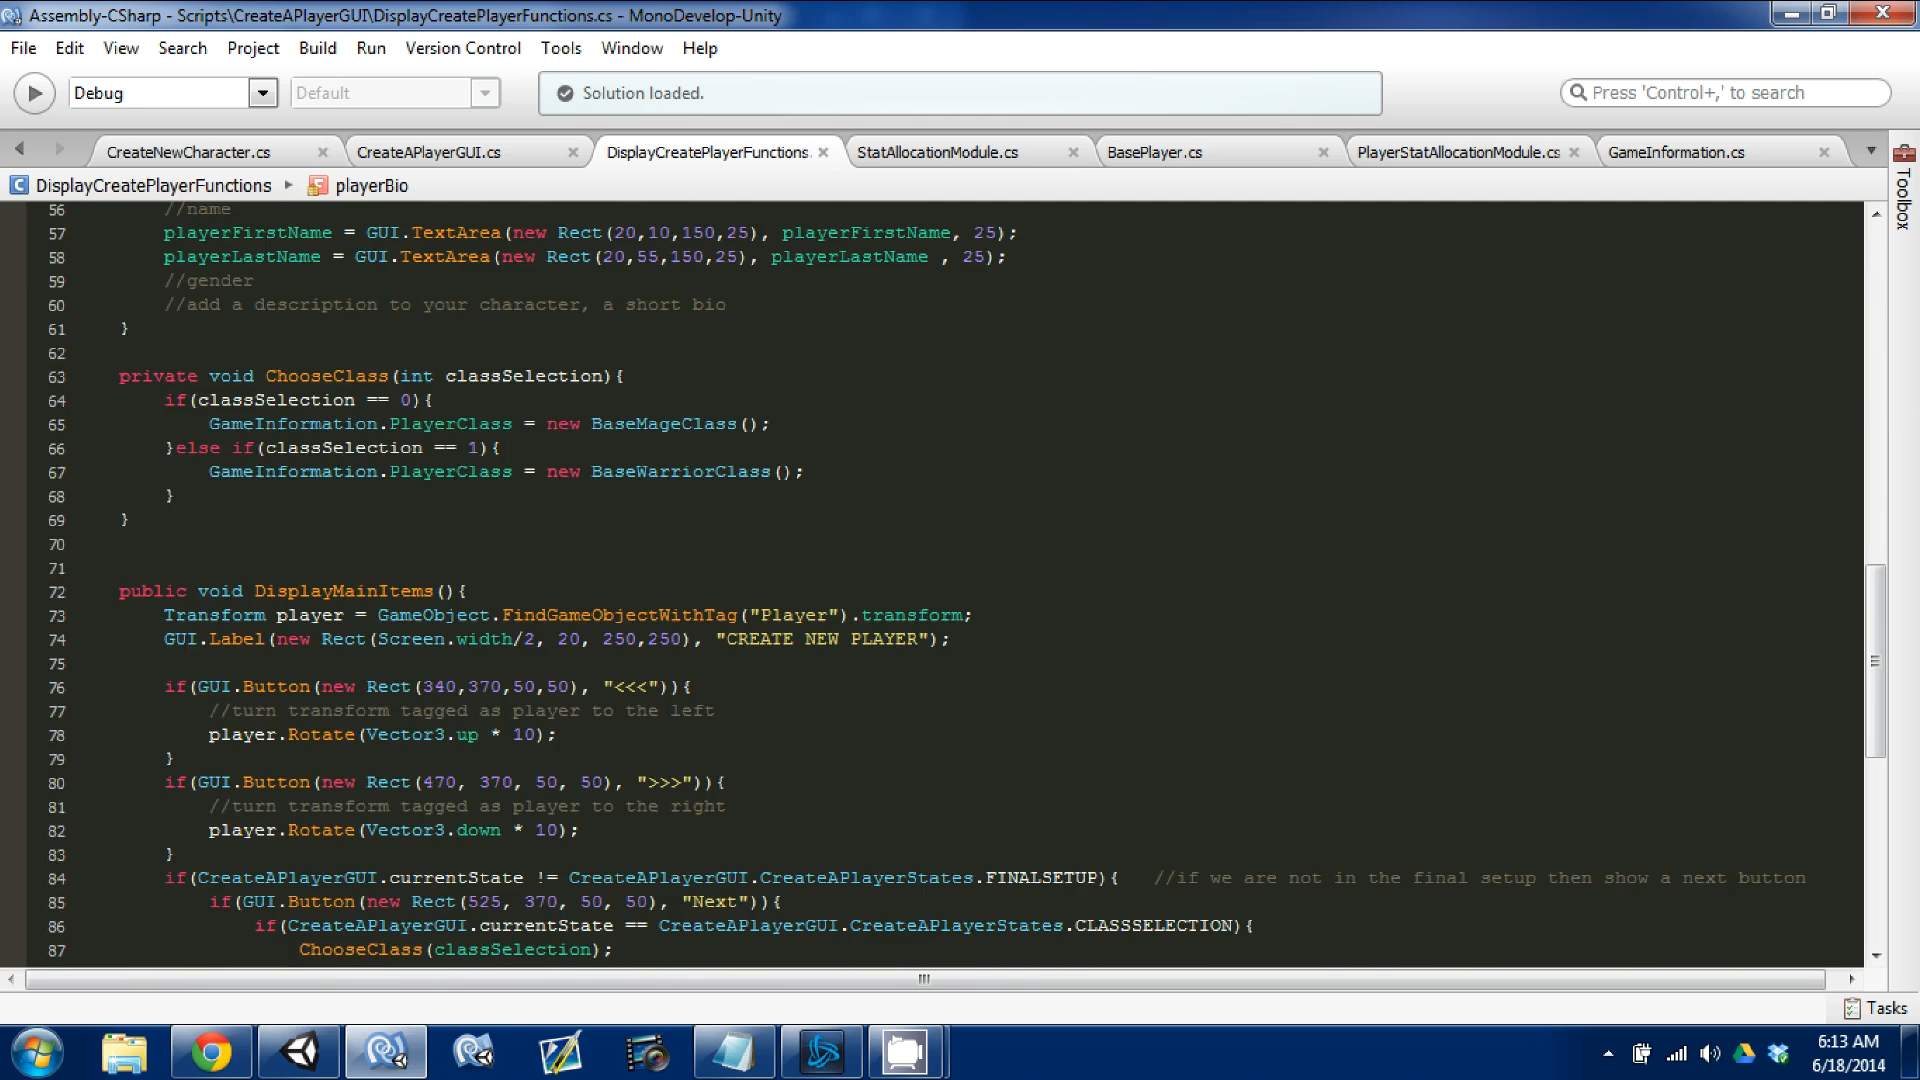 Assembly-CSharp - Scripts\CreateAPlayerGUI\DisplayCreatePlayerFunctions.cs - MonoDevelop-Unity
File Edit View Search Project Build Run Version Control Tools Window Help
Debug Default Solution loaded. Press 'Control+,' to search
CreateNewCharacter.cs CreateAPlayerGUI.cs DisplayCreatePlayerFunctions. StatAllocationModule.cs BasePlayer.cs PlayerStatAllocationModule.cs GameInformation.cs
Toolbox
DisplayCreatePlayerFunctions playerBio
56 //name
57 playerFirstName = GUI.TextArea(new Rect(20,10,150,25), playerFirstName, 25);
58 playerLastName = GUI.TextArea(new Rect(20,55,150,25), playerLastName , 25);
59 //gender
60 //add a description to your character, a short bio
61 }
62
63 private void ChooseClass(int classSelection){
64 if(classSelection == 0){
65 GameInformation.PlayerClass = new BaseMageClass();
66 }else if(classSelection == 1){
67 GameInformation.PlayerClass = new BaseWarriorClass();
68 }
69 }
70
71
72 public void DisplayMainItems(){
73 Transform player = GameObject.FindGameObjectWithTag("Player").transform;
74 GUI.Label(new Rect(Screen.width/2, 20, 250,250), "CREATE NEW PLAYER");
75
76 if(GUI.Button(new Rect(340,370,50,50), "<<<")){
77 //turn transform tagged as player to the left
78 player.Rotate(Vector3.up * 10);
79 }
80 if(GUI.Button(new Rect(470, 370, 50, 50), ">>>")){
81 //turn transform tagged as player to the right
82 player.Rotate(Vector3.down * 10);
83 }
84 if(CreateAPlayerGUI.currentState != CreateAPlayerGUI.CreateAPlayerStates.FINALSETUP){ //if we are not in the final setup then show a next button
85 if(GUI.Button(new Rect(525, 370, 50, 50), "Next")){
86 if(CreateAPlayerGUI.currentState == CreateAPlayerGUI.CreateAPlayerStates.CLASSSELECTION){
87 ChooseClass(classSelection);
Tasks
6:13 AM
6/18/2014